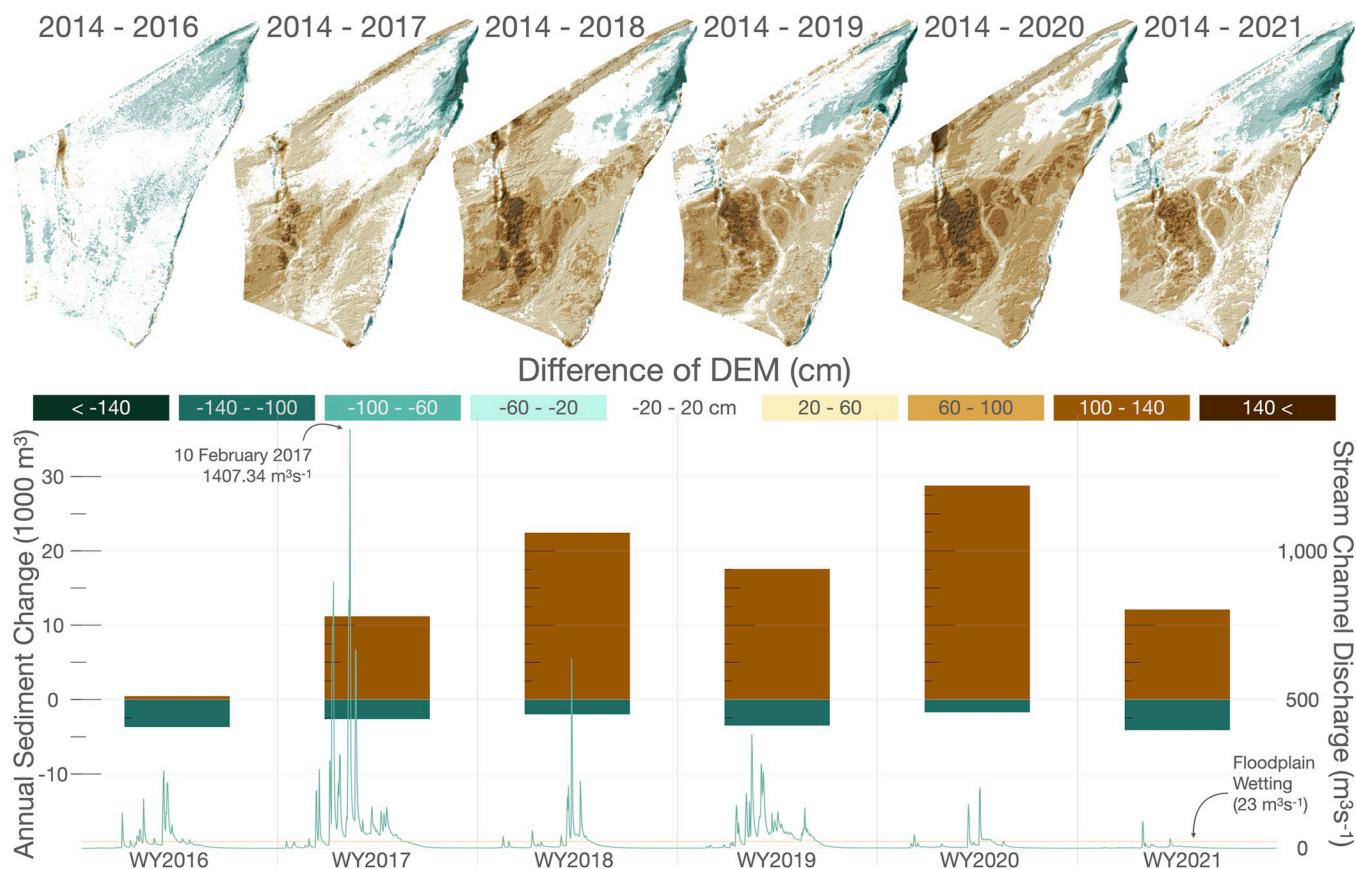 2014 - 2016 2014 - 2017 2014 - 2018 2014 - 2019 2014 - 2020 2014 - 2021
Difference of DEM (cm)
< -140 -140 - -100 -100 - -60 -60 - -20 -20 - 20 cm 20 - 60 60 - 100 100 - 140 140 <
Annual Sediment Change (1000 m³)
30
20
10
0
-10
10 February 2017
1407.34 m³s⁻¹
Stream Channel Discharge (m³s⁻¹)
1,000
500
0
Floodplain
Wetting
(23 m³s⁻¹)
WY2016 WY2017 WY2018 WY2019 WY2020 WY2021